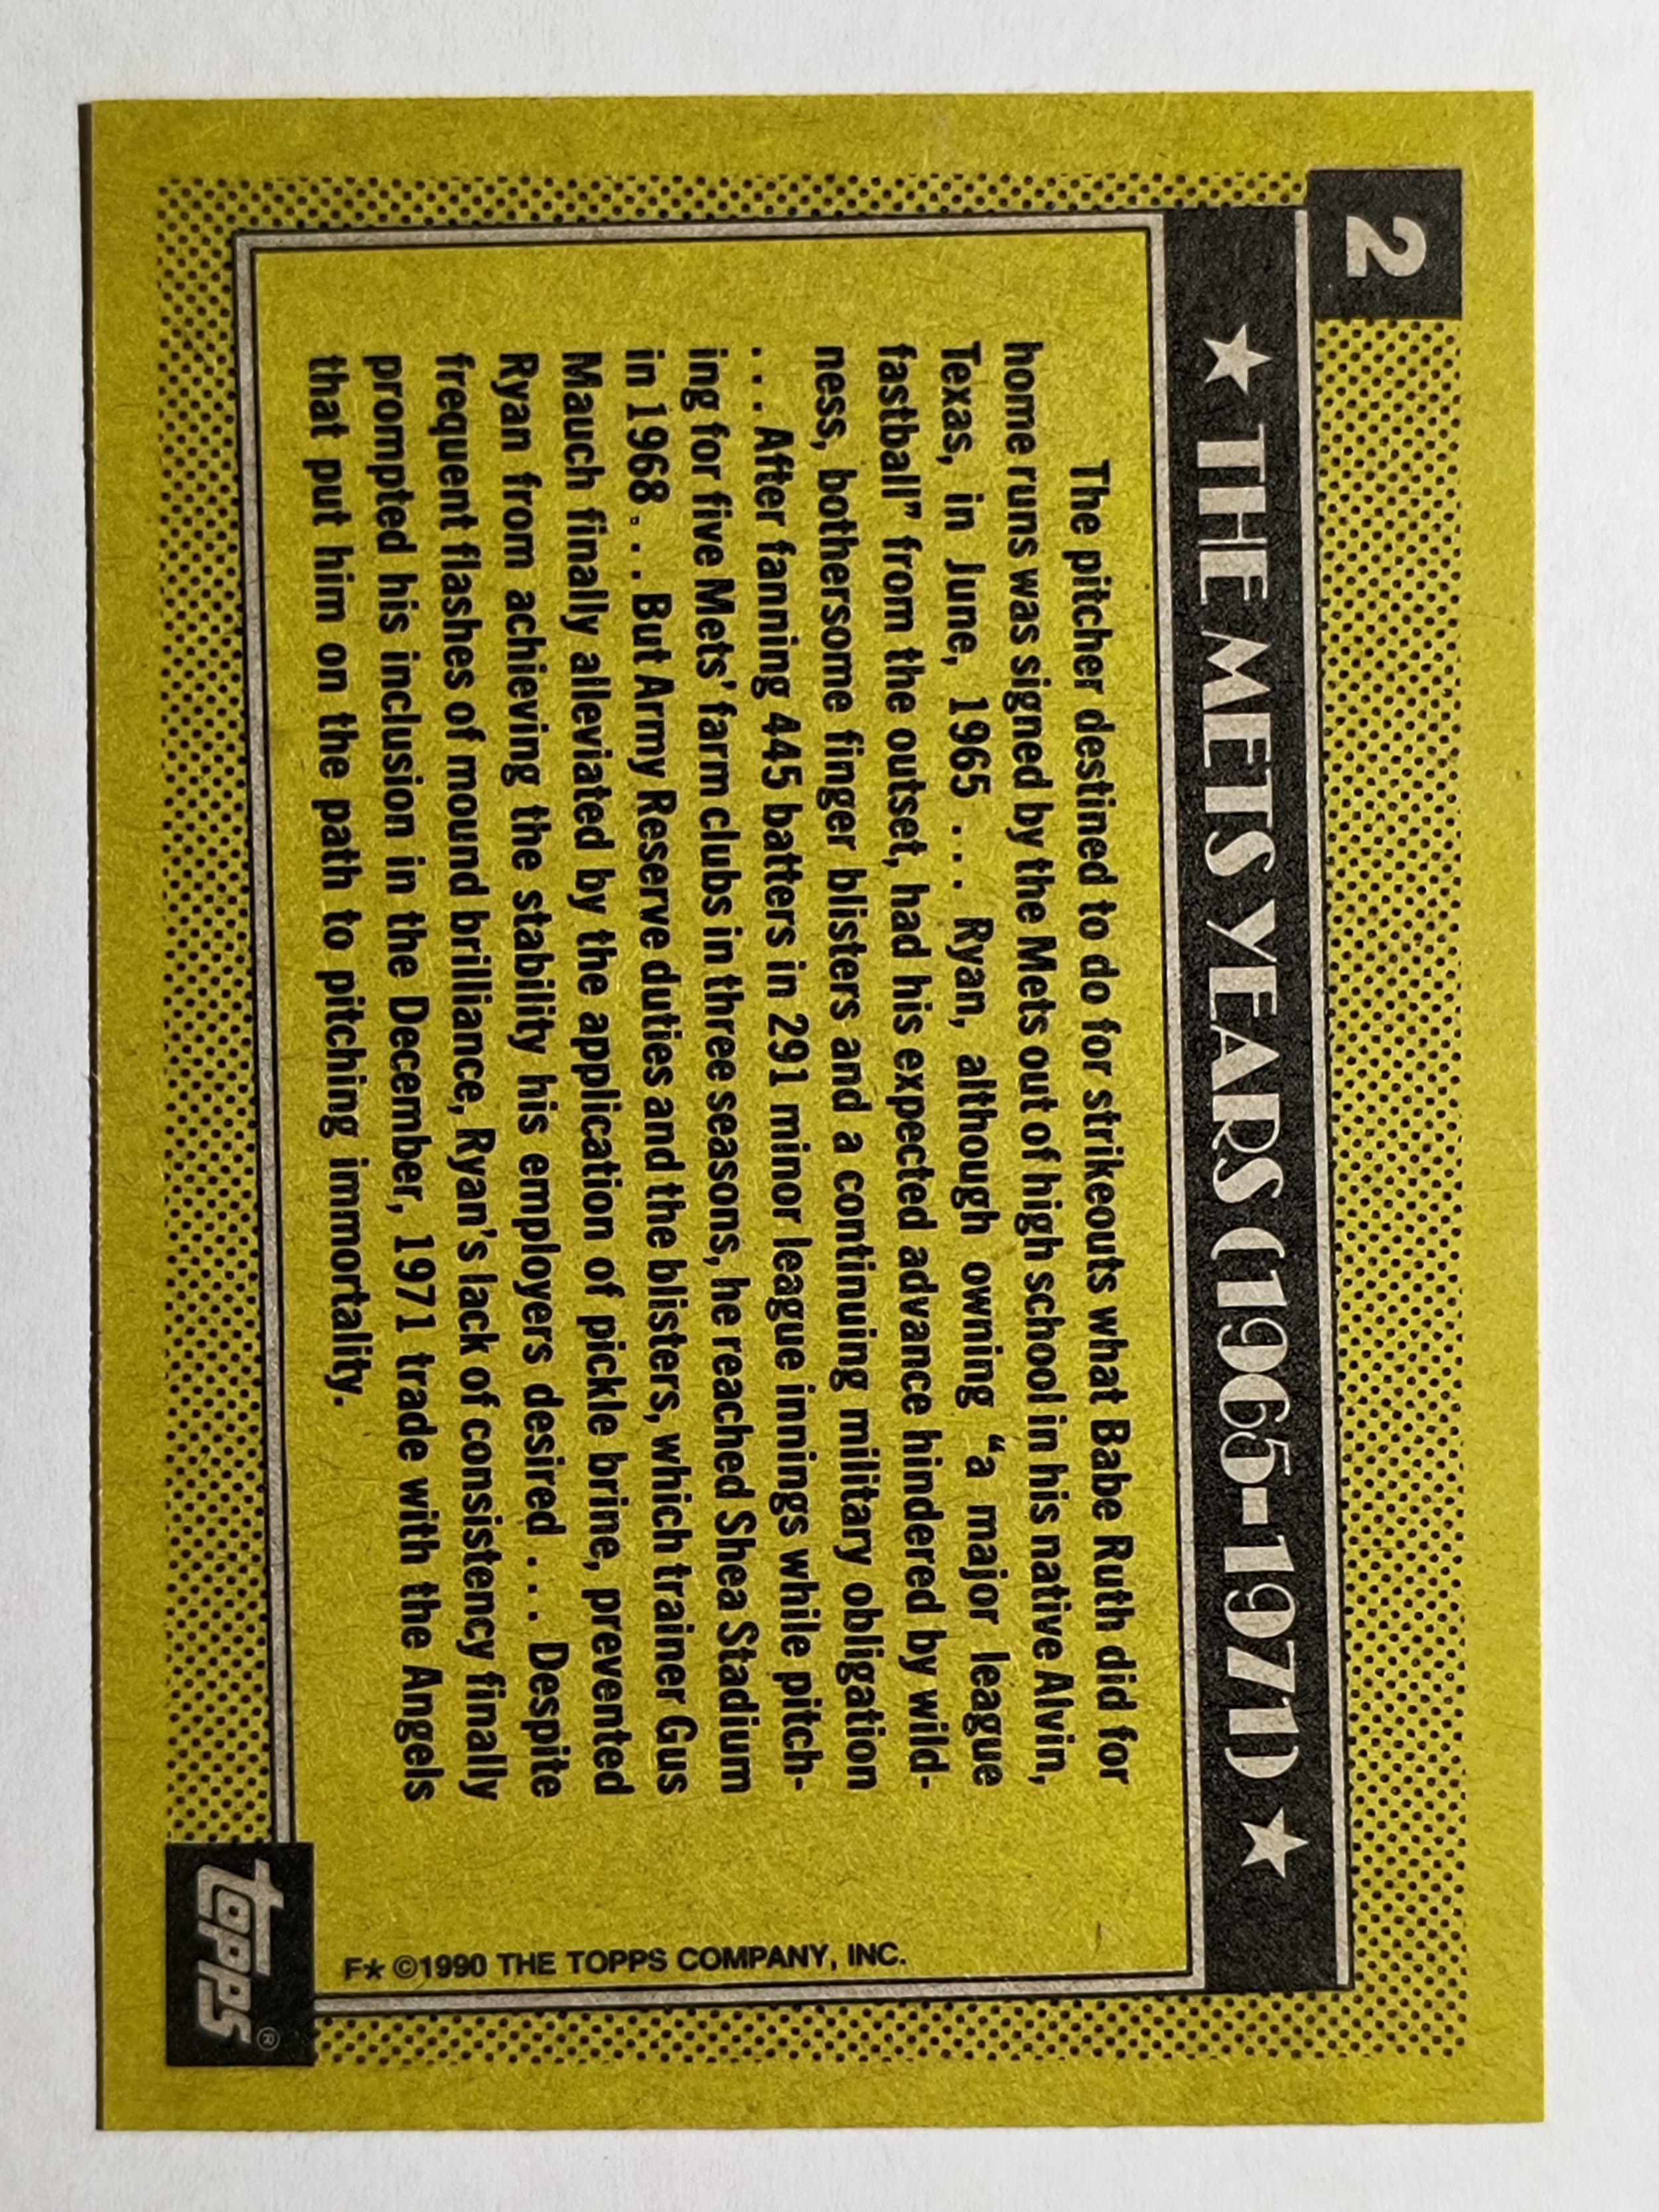 2
★ THE METS YEARS (1965-1971) ★
The pitcher destined to do for strikeouts what Babe Ruth did for
home runs was signed by the Mets out of high school in his native Alvin,
Texas, in June, 1965 . . . Ryan, although owning “a major league
fastball” from the outset, had his expected advance hindered by wild-
ness, bothersome finger blisters and a continuing military obligation
. . . After fanning 445 batters in 291 minor league innings while pitch-
ing for five Mets’ farm clubs in three seasons, he reached Shea Stadium
in 1968 . . . But Army Reserve duties and the blisters, which trainer Gus
Mauch finally alleviated by the application of pickle brine, prevented
Ryan from achieving the stability his employers desired . . . Despite
frequent flashes of mound brilliance, Ryan’s lack of consistency finally
prompted his inclusion in the December, 1971 trade with the Angels
that put him on the path to pitching immortality.
F★ ©1990 THE TOPPS COMPANY, INC.
topps®